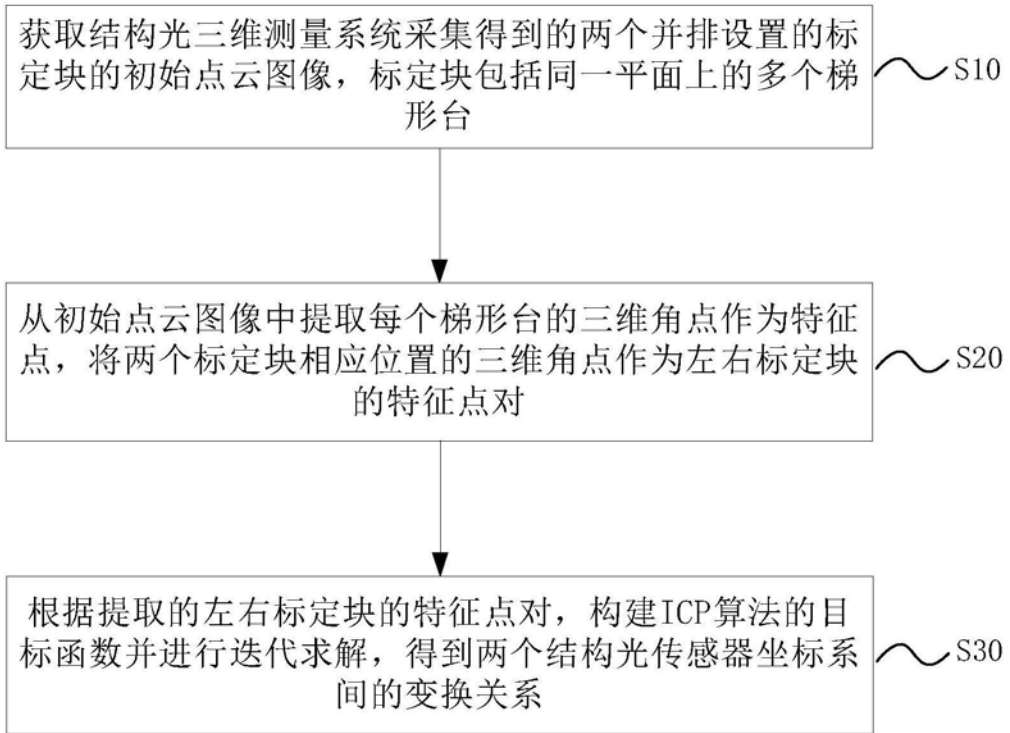 获取结构光三维测量系统采集得到的两个并排设置的标
定块的初始点云图像，标定块包括同一平面上的多个梯
形台
S10
从初始点云图像中提取每个梯形台的三维角点作为特征
点，将两个标定块相应位置的三维角点作为左右标定块
的特征点对
S20
根据提取的左右标定块的特征点对，构建ICP算法的目
标函数并进行迭代求解，得到两个结构光传感器坐标系
间的变换关系
S30